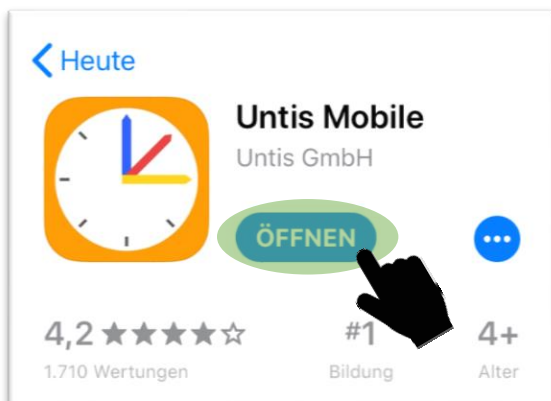 Heute
Untis Mobile
Untis GmbH
ÖFFNEN
4,2 ★★★★☆
#1
4+
1.710 Wertungen
Bildung
Alter